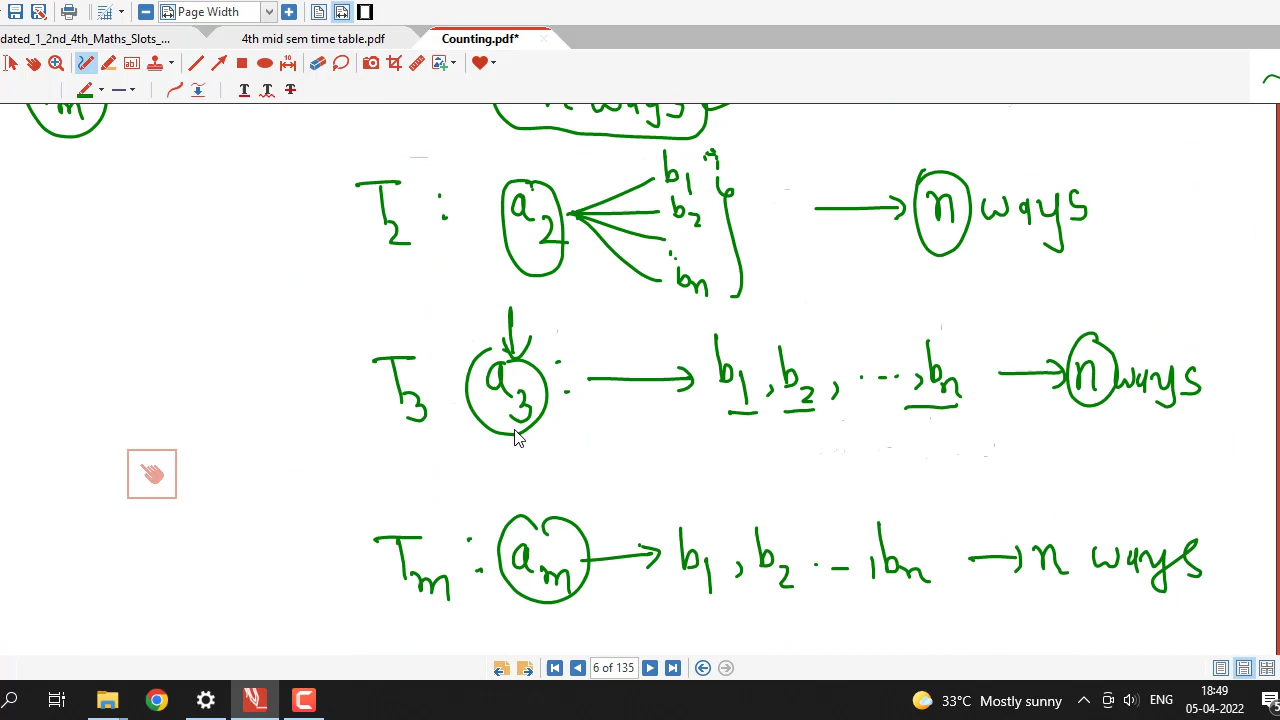 Page Width
dated_1_2nd_4th_Maths_Slots_... 4th mid sem time table.pdf Counting.pdf*
m n ways
T2 : a2 b1 → n ways
b2
bn
T3 a3 : → b1, b2, ..., bn → n ways
Tm : am → b1, b2 .. , bn → n ways
6 of 135
33°C Mostly sunny ENG 18:49
05-04-2022